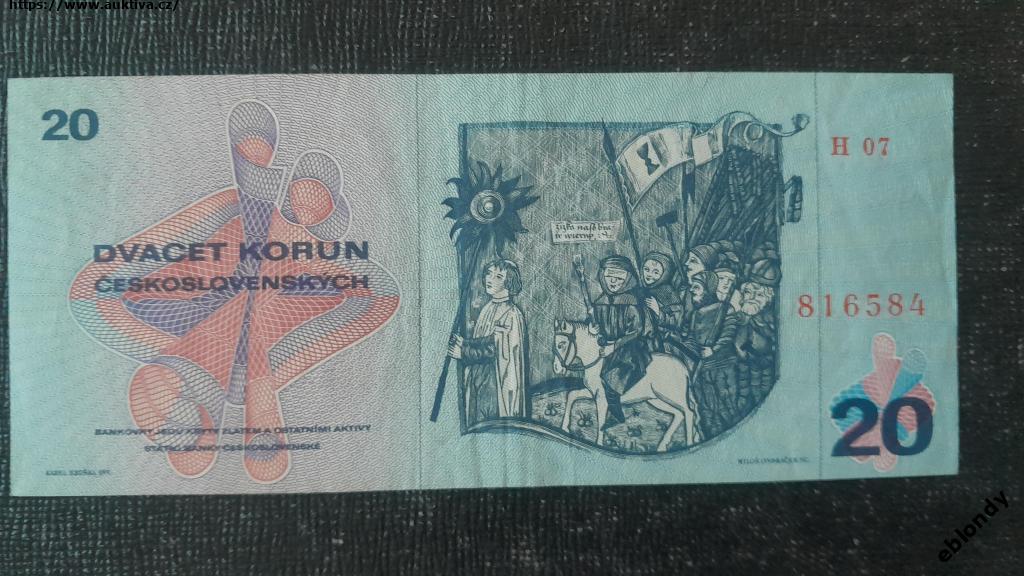 https://www.auktiva.cz/
20
H 07
DVACET KORUN
ČESKOSLOVENSKÝCH
816584
BANKOVKY JSOU KRYTY ZLATEM A OSTATNÍMI AKTIVY
STÁTNÍ BANKY ČESKOSLOVENSKÉ
20
eblondy